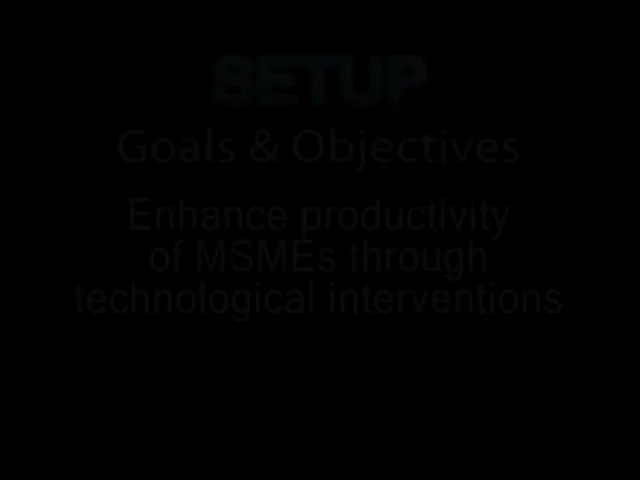 SETUP
Goals & Objectives
Enhance productivity
of MSMEs through
technological interventions